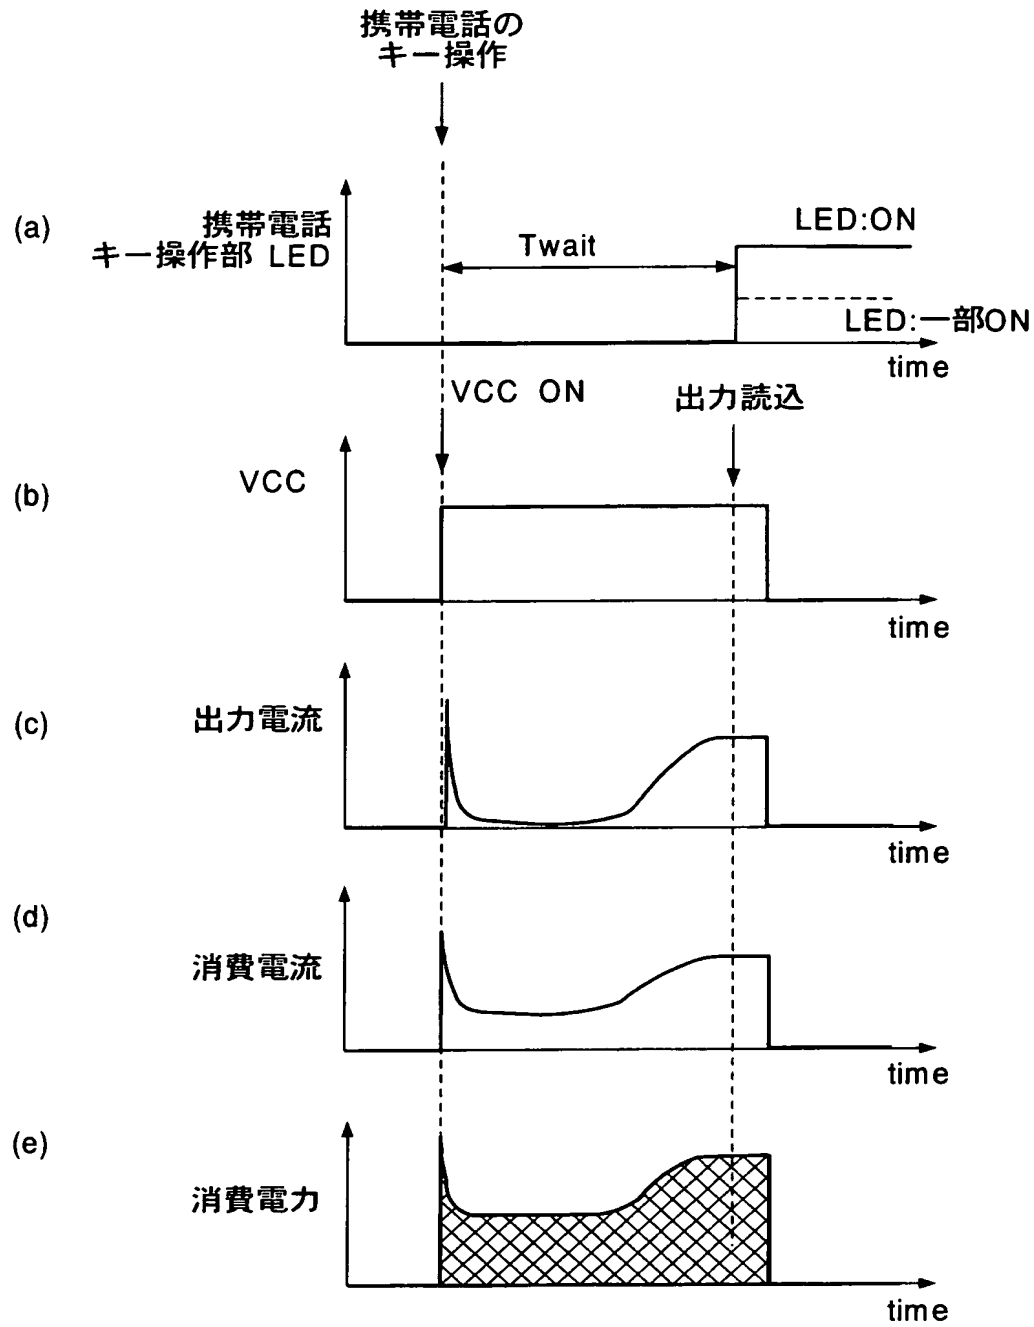 携帯電話の
キー操作
(a)
携帯電話
キー操作部 LED
Twait
LED:ON
LED:一部ON
time
VCC ON
出力読込
(b)
VCC
time
(c)
出力電流
time
(d)
消費電流
time
(e)
消費電力
time